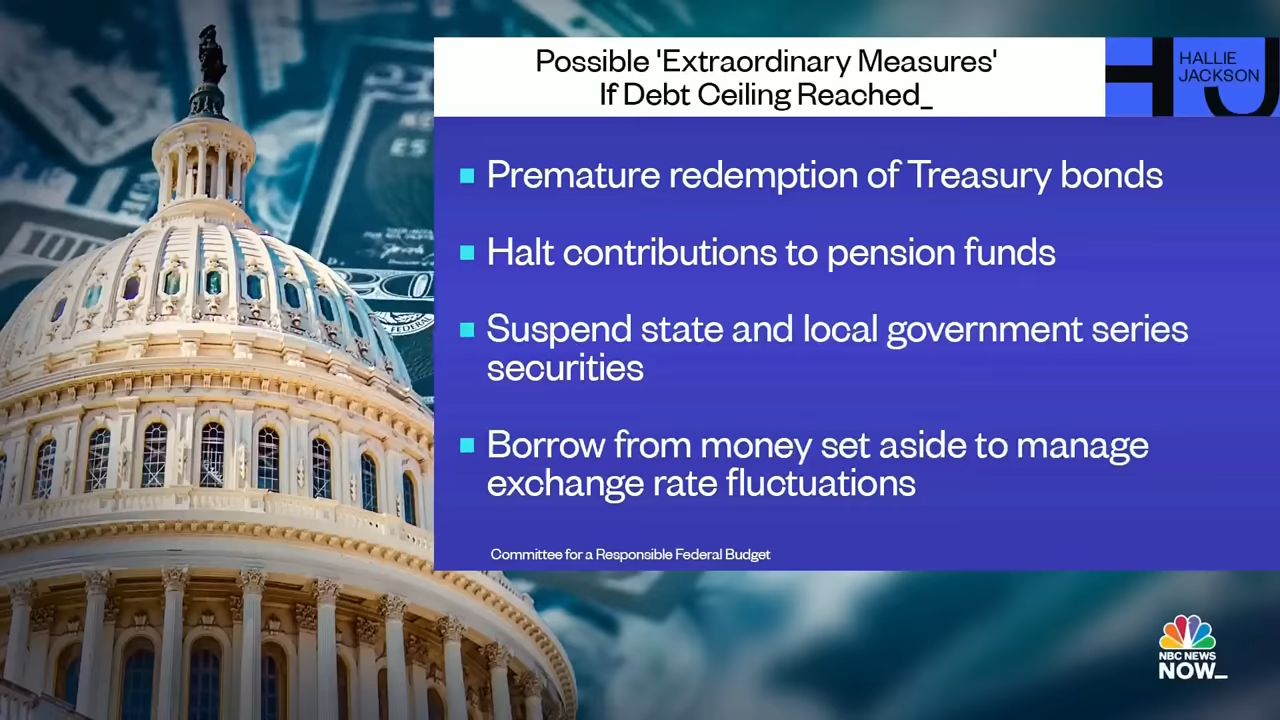 Possible 'Extraordinary Measures'
If Debt Ceiling Reached_
HALLIE
JACKSON
Premature redemption of Treasury bonds
Halt contributions to pension funds
Suspend state and local government series
securities
Borrow from money set aside to manage
exchange rate fluctuations
Committee for a Responsible Federal Budget
NBC NEWS
NOW_